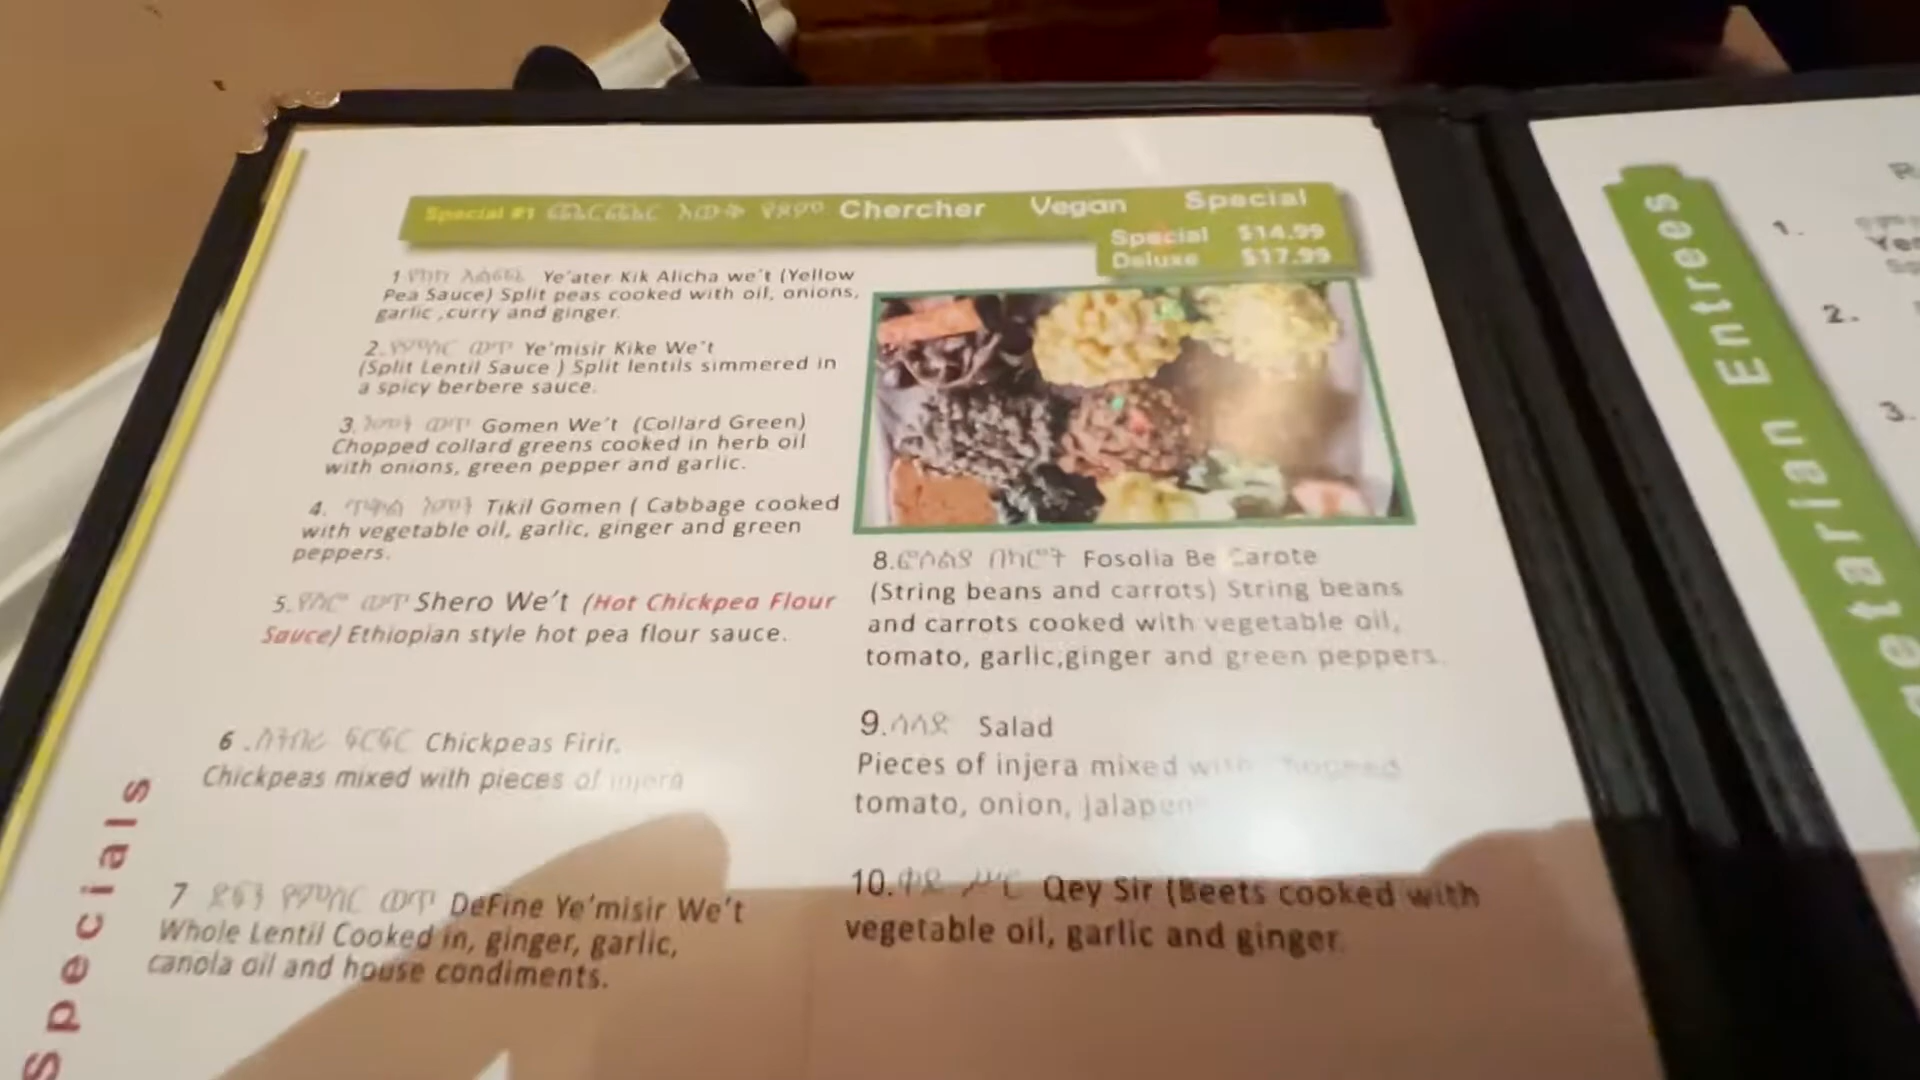 Special #1 ጨርጨር አወት የጾም Chercher Vegan Special
Special $14.99
Deluxe $17.99
1 Ye'ater Kik Alicha we't (Yellow
Pea Sauce) Split peas cooked with oil, onions,
garlic ,curry and ginger.
2. የምስር ወጥ Ye'misir Kike We't
(Split Lentil Sauce ) Split lentils simmered in
a spicy berbere sauce.
3. ጎመን ወጥ Gomen We't (Collard Green)
Chopped collard greens cooked in herb oil
with onions, green pepper and garlic.
4. ጥቅል ጎመን Tikil Gomen ( Cabbage cooked
with vegetable oil, garlic, ginger and green
peppers.
5. የሽሮ ወጥ Shero We't (Hot Chickpea Flour
Sauce) Ethiopian style hot pea flour sauce.
6 . ፍርፍር Chickpeas Firir.
Chickpeas mixed with pieces of injera
7 ድፍን የምስር ወጥ DeFine Ye'misir We't
Whole Lentil Cooked in, ginger, garlic,
canola oil and house condiments.
8.ፎሶልያ በካሮት Fosolia Be Carote
(String beans and carrots) String beans
and carrots cooked with vegetable oil,
tomato, garlic,ginger and green peppers.
9.ሰላድ Salad
Pieces of injera mixed with
tomato, onion,
10.ቀይ ሥር Qey Sir (Beets cooked with
vegetable oil, garlic and ginger.
Specials
etarian Entrees
1.
2.
3.